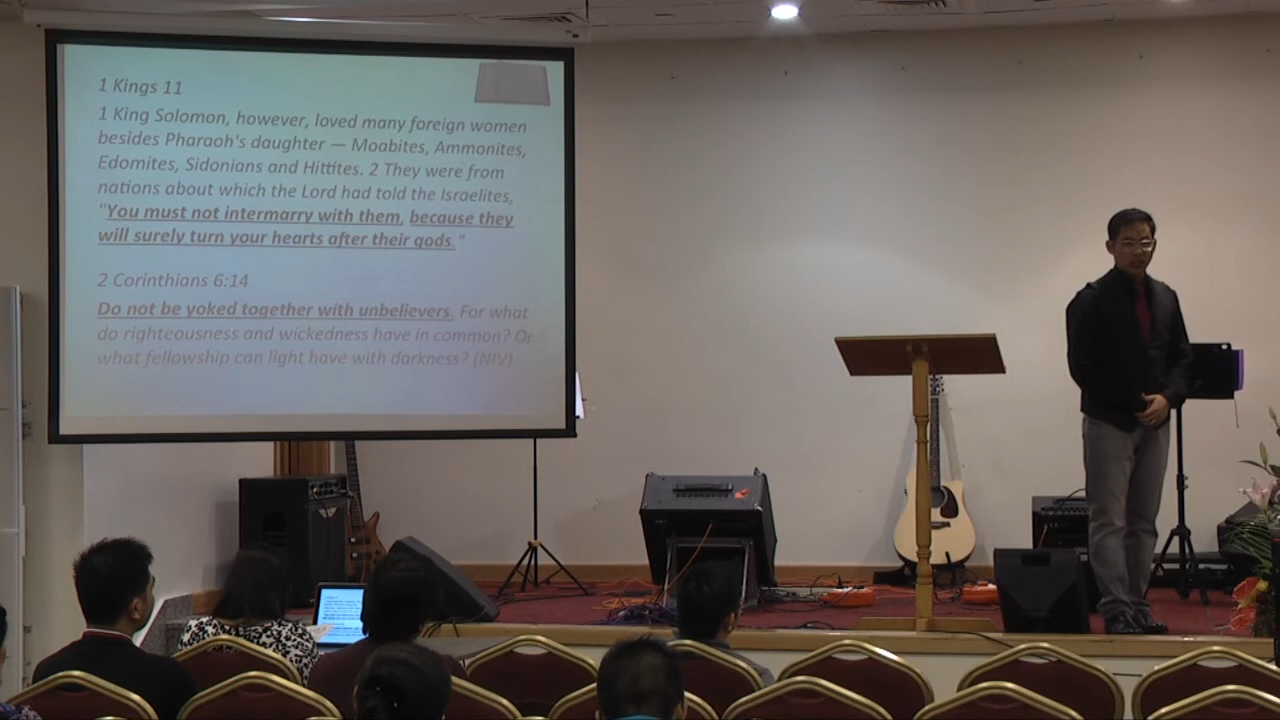 1 Kings 11
1 King Solomon, however, loved many foreign women
besides Pharaoh's daughter — Moabites, Ammonites,
Edomites, Sidonians and Hittites. 2 They were from
nations about which the Lord had told the Israelites,
"You must not intermarry with them, because they
will surely turn your hearts after their gods."
2 Corinthians 6:14
Do not be yoked together with unbelievers. For what
do righteousness and wickedness have in common? Or
what fellowship can light have with darkness? (NIV)